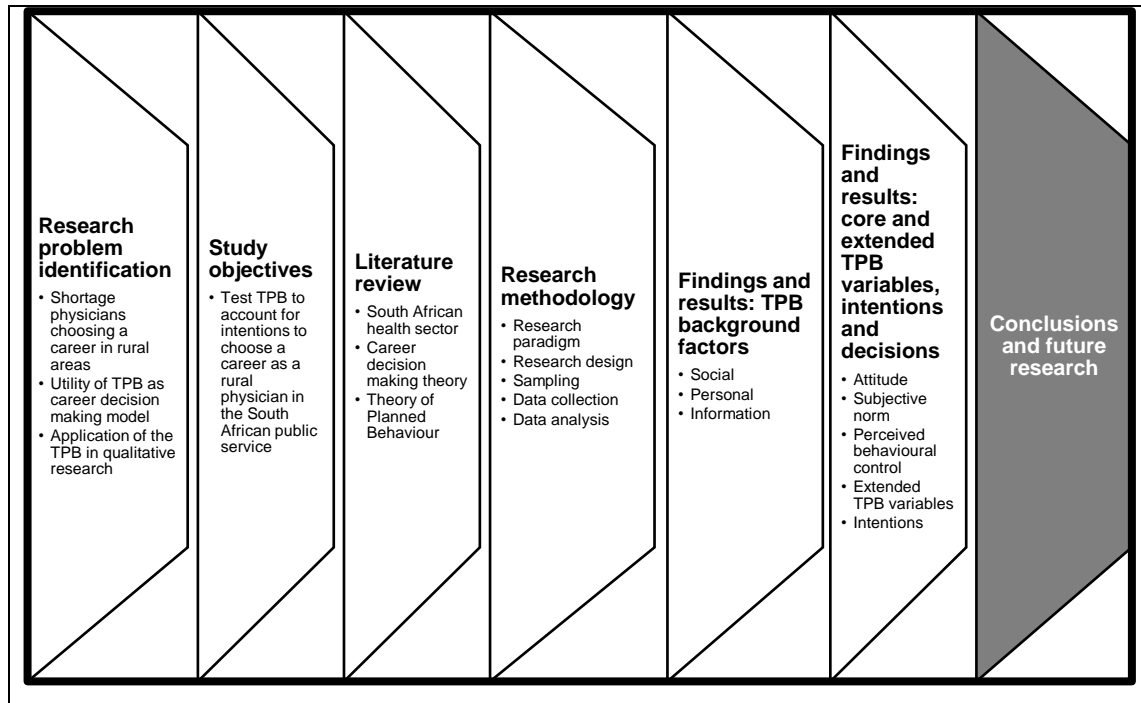 Research
problem
identification
• Shortage
physicians
choosing a
career in rural
areas
• Utility of TPB as
career decision
making model
• Application of the
TPB in qualitative
research
Study
objectives
• Test TPB to
account for
intentions to
choose a
career as a
rural
physician in
the South
African public
service
Literature
review
• South African
health sector
• Career
decision
making theory
• Theory of
Planned
Behaviour
Research
methodology
• Research
paradigm
• Research design
• Sampling
• Data collection
• Data analysis
Findings and
results: TPB
background
factors
• Social
• Personal
• Information
Findings
and
results:
core and
extended
TPB
variables,
intentions
and
decisions
• Attitude
• Subjective
norm
• Perceived
behavioural
control
• Extended
TPB variables
• Intentions
Conclusions
and future
research